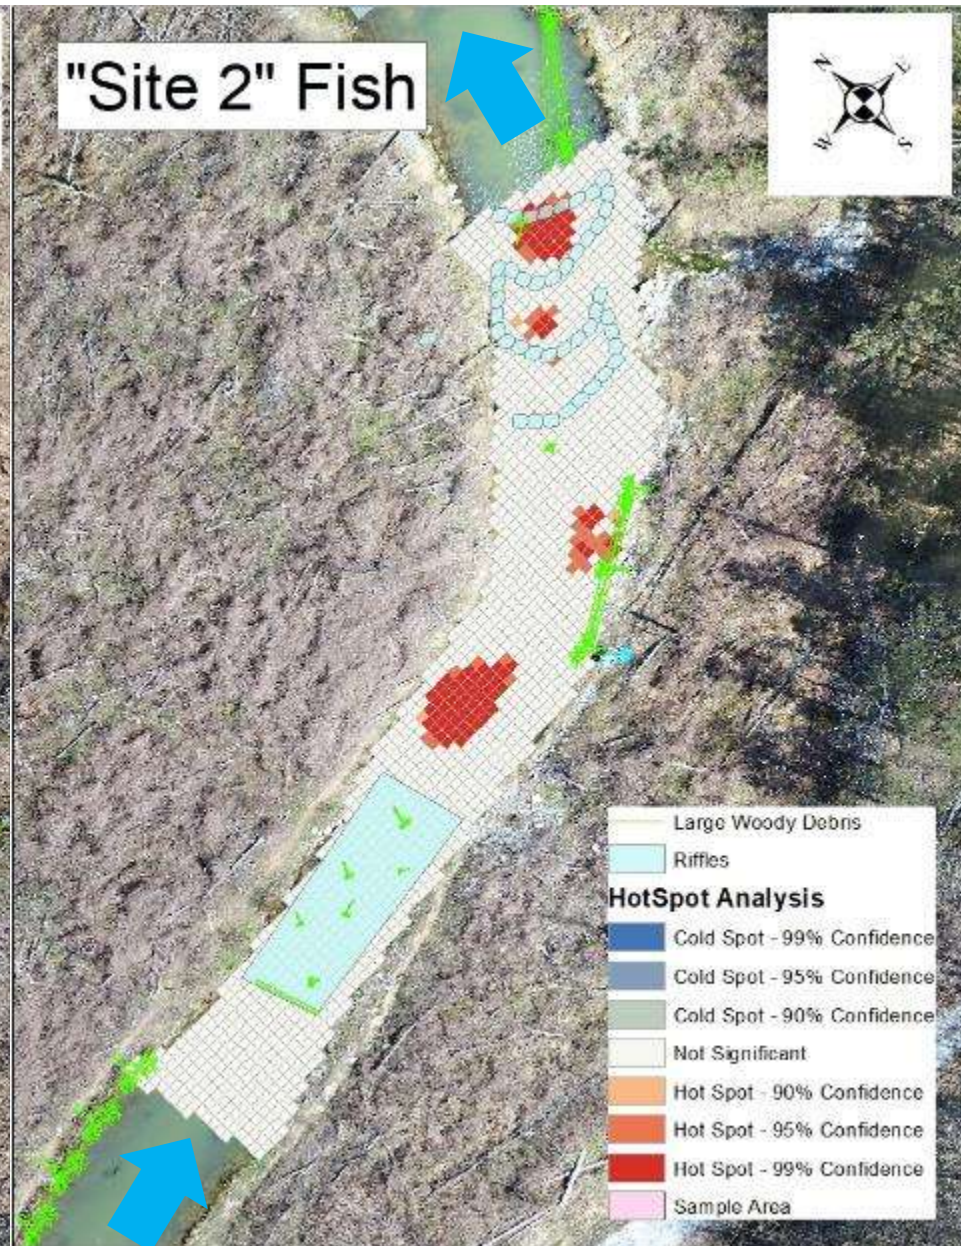 "Site 2" Fish
N
E
W
S
Large Woody Debris
Riffles
HotSpot Analysis
Cold Spot - 99% Confidence
Cold Spot - 95% Confidence
Cold Spot - 90% Confidence
Not Significant
Hot Spot - 90% Confidence
Hot Spot - 95% Confidence
Hot Spot - 99% Confidence
Sample Area